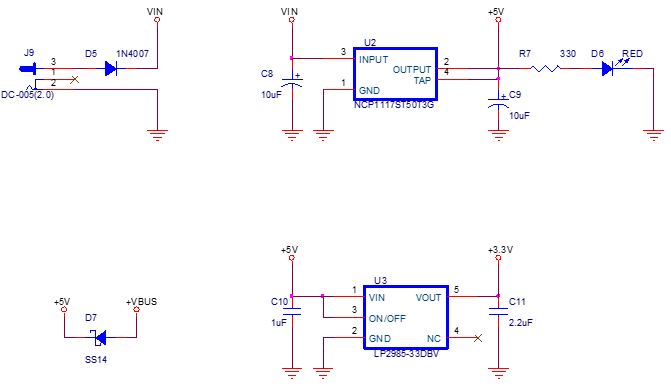 VIN
VIN
+5V
J9
D5
1N4007
U2
R7
330
D6
RED
3
1
2
3
INPUT
OUTPUT
2
TAP
4
C8
10uF
1
GND
C9
10uF
DC-005(2.0)
NCP1117ST50T3G
+5V
+3.3V
U3
+5V
+VBUS
C10
1uF
1
VIN
VOUT
5
C11
2.2uF
3
ON/OFF
D7
2
GND
NC
4
SS14
LP2985-33DBV